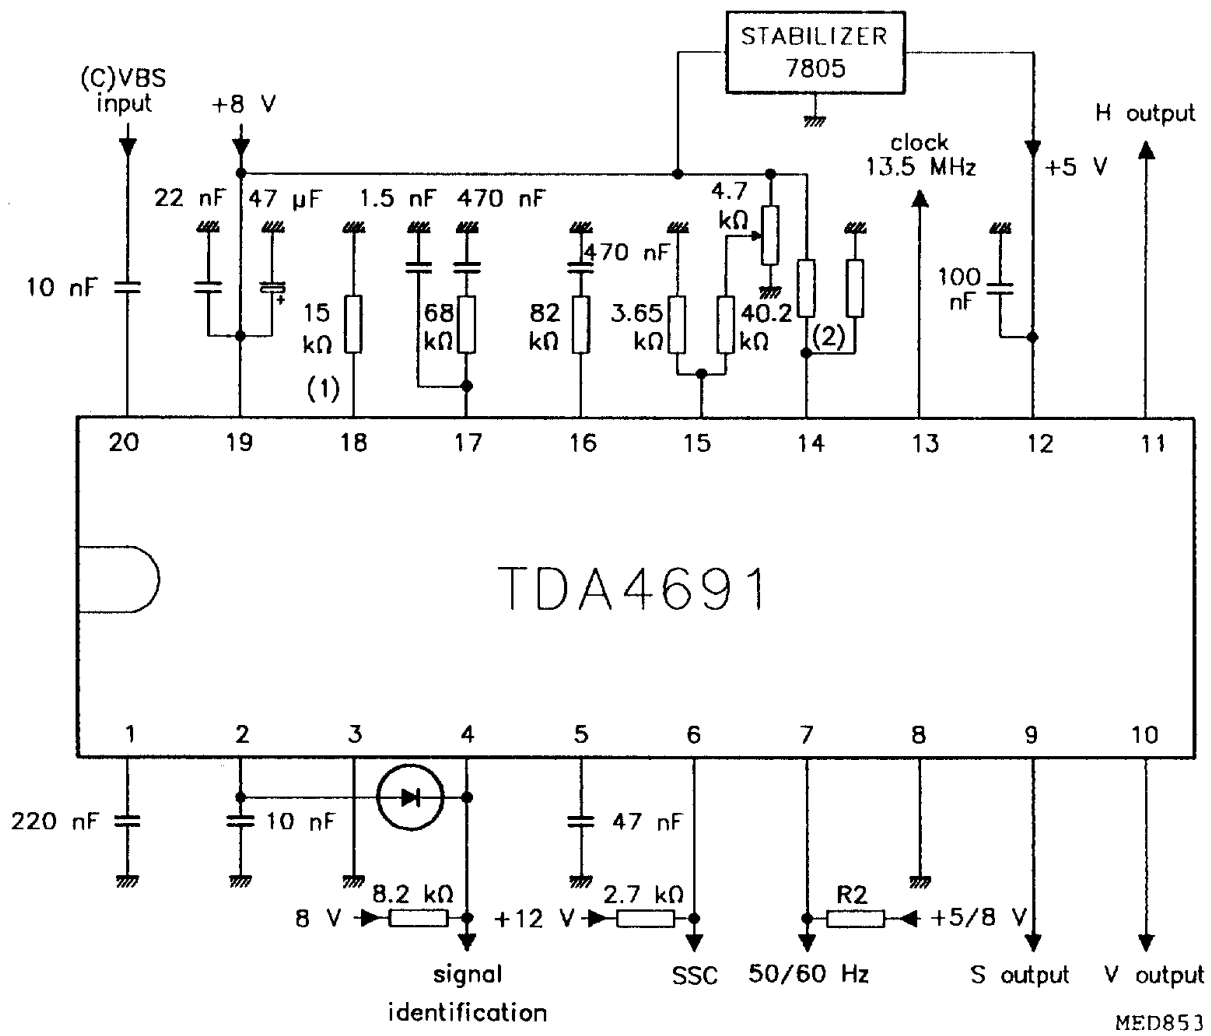 STABILIZER
7805
(C)VBS
input
+8 V
H output
clock
13.5 MHz
+5 V
22 nF
47 µF
1.5 nF
470 nF
4.7
kΩ
470 nF
10 nF
15
kΩ
68
kΩ
82
kΩ
3.65
kΩ
40.2
kΩ
100
nF
(1)
(2)
20 19 18 17 16 15 14 13 12 11
TDA4691
1 2 3 4 5 6 7 8 9 10
220 nF
10 nF
47 nF
8.2 kΩ
2.7 kΩ
R2
8 V
+12 V
+5/8 V
signal
identification
SSC
50/60 Hz
S output
V output
MED853